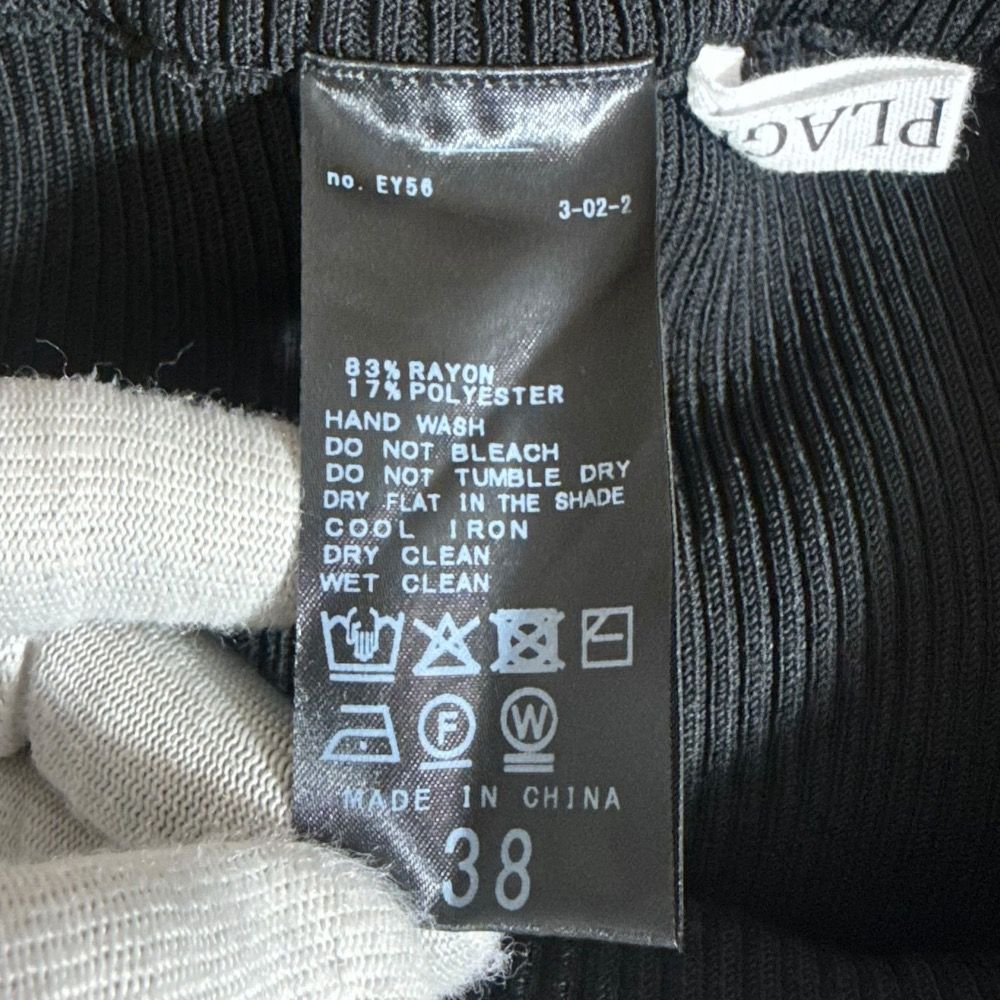 no. EY56
3-02-2
PLAG
83% RAYON
17% POLYESTER
HAND WASH
DO NOT BLEACH
DO NOT TUMBLE DRY
DRY FLAT IN THE SHADE
COOL IRON
DRY CLEAN
WET CLEAN
F W
MADE IN CHINA
38